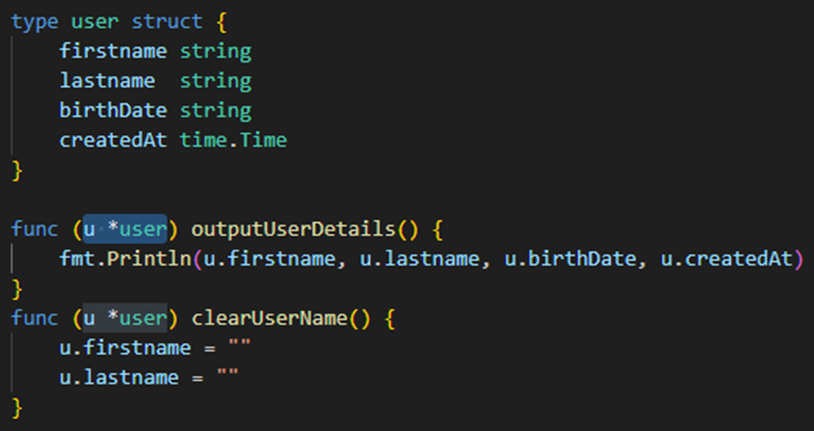 type user struct {
    firstname string
    lastname  string
    birthDate string
    createdAt time.Time
}

func (u *user) outputUserDetails() {
    fmt.Println(u.firstname, u.lastname, u.birthDate, u.createdAt)
}
func (u *user) clearUserName() {
    u.firstname = ""
    u.lastname = ""
}